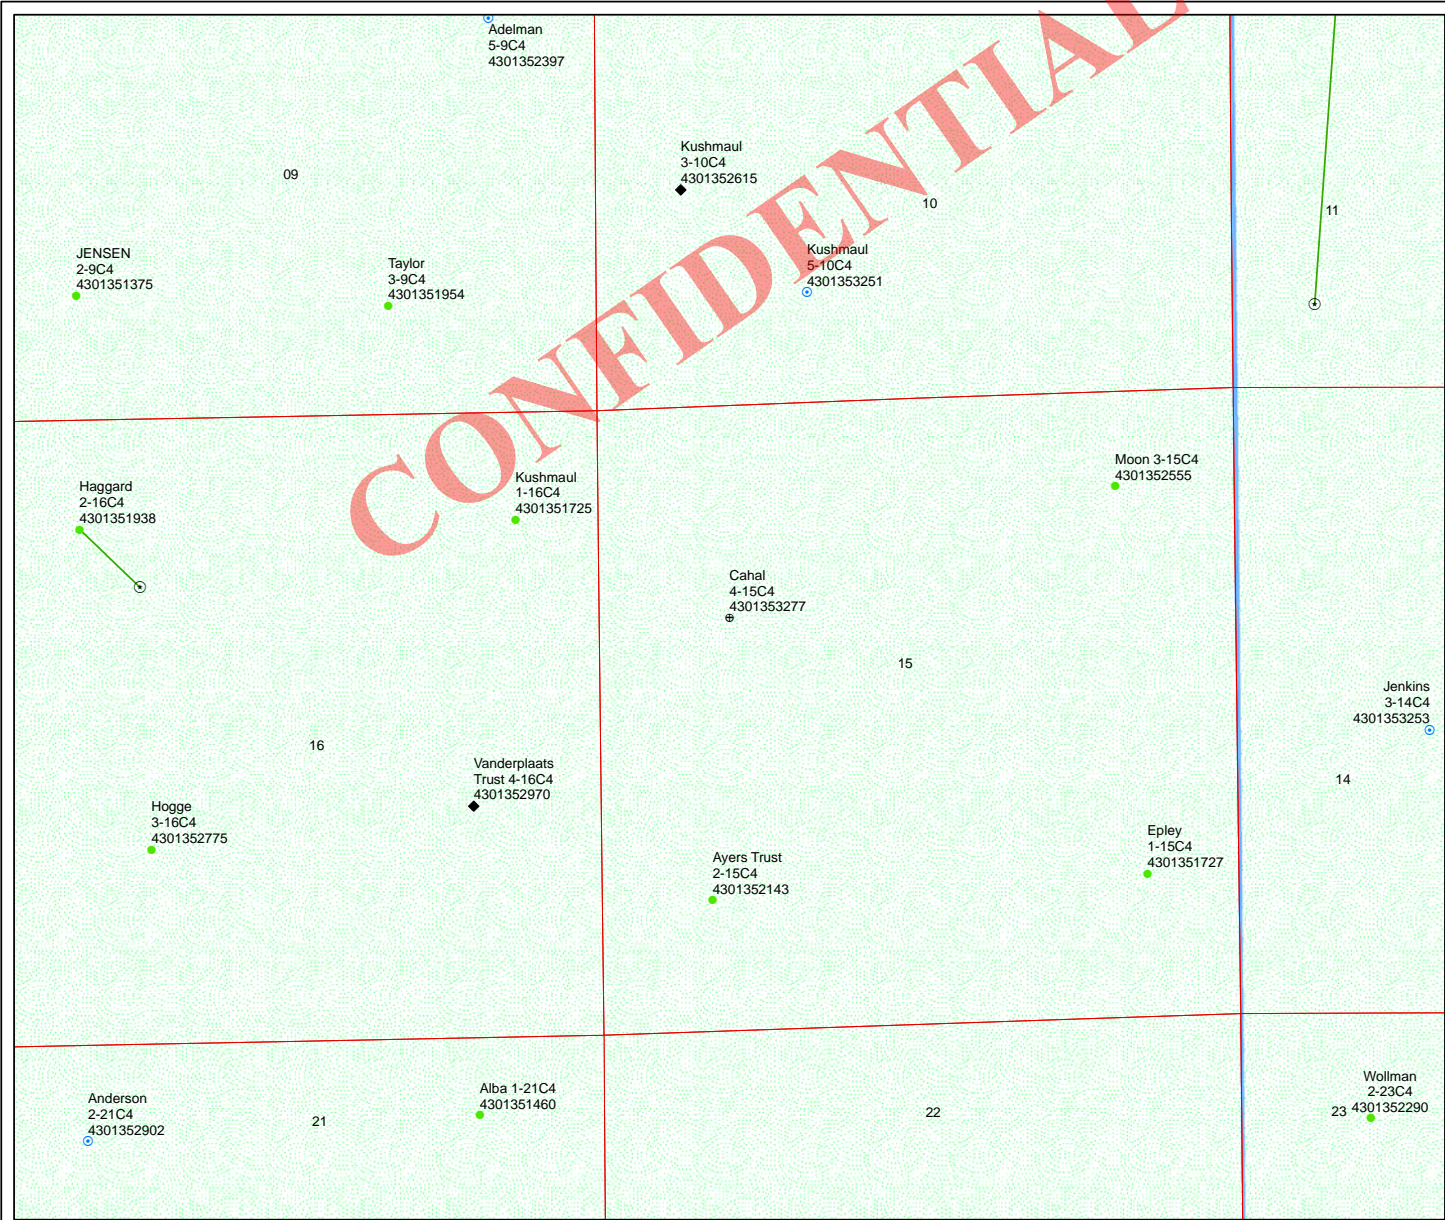 Adelman
5-9C4
4301352397
CONFIDENTIAL
Kushmaul
3-10C4
4301352615
09
10
11
JENSEN
2-9C4
4301351375
Taylor
3-9C4
4301351954
Kushmaul
5-10C4
4301353251
Haggard
2-16C4
4301351938
Kushmaul
1-16C4
4301351725
Moon 3-15C4
4301352555
Cahal
4-15C4
4301353277
15
Jenkins
3-14C4
4301353253
16
Vanderplaats
Trust 4-16C4
4301352970
14
Hogge
3-16C4
4301352775
Ayers Trust
2-15C4
4301352143
Epley
1-15C4
4301351727
Anderson
2-21C4
4301352902
21
Alba 1-21C4
4301351460
22
Wollman
2-23C4
23 4301352290